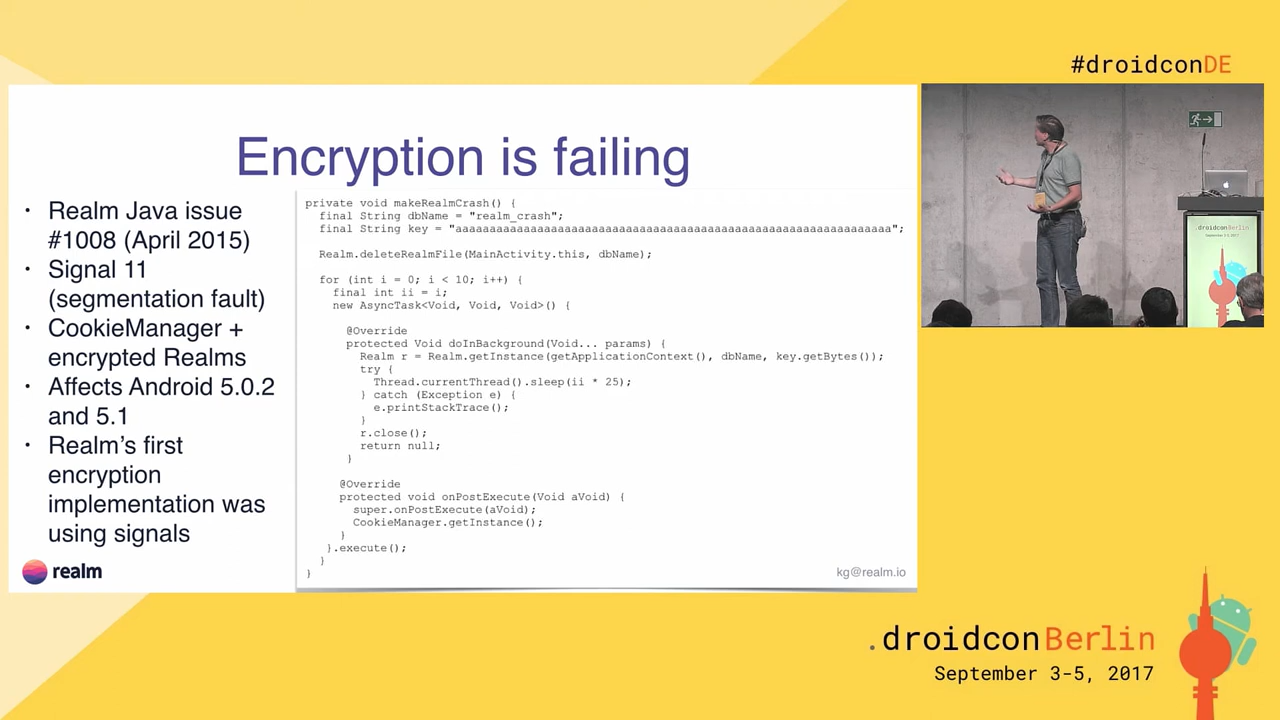 #droidconDE
Encryption is failing
· Realm Java issue
#1008 (April 2015)
· Signal 11
(segmentation fault)
· CookieManager +
encrypted Realms
· Affects Android 5.0.2
and 5.1
· Realm’s first
encryption
implementation was
using signals
realm
private void makeRealmCrash() {
final String dbName = "realm_crash";
final String key = "aaaaaaaaaaaaaaaaaaaaaaaaaaaaaaaaaaaaaaaaaaaaaaaaaaaaaaaaaaaaaaaa";
Realm.deleteRealmFile(MainActivity.this, dbName);
for (int i = 0; i < 10; i++) {
final int ii = i;
new AsyncTask<Void, Void, Void>() {
@Override
protected Void doInBackground(Void... params) {
Realm r = Realm.getInstance(getApplicationContext(), dbName, key.getBytes());
try {
Thread.currentThread().sleep(ii * 25);
} catch (Exception e) {
e.printStackTrace();
}
r.close();
return null;
}
@Override
protected void onPostExecute(Void aVoid) {
super.onPostExecute(aVoid);
CookieManager.getInstance();
}
}.execute();
}
}
kg@realm.io
.droidconBerlin
.droidconBerlin
September 3-5, 2017